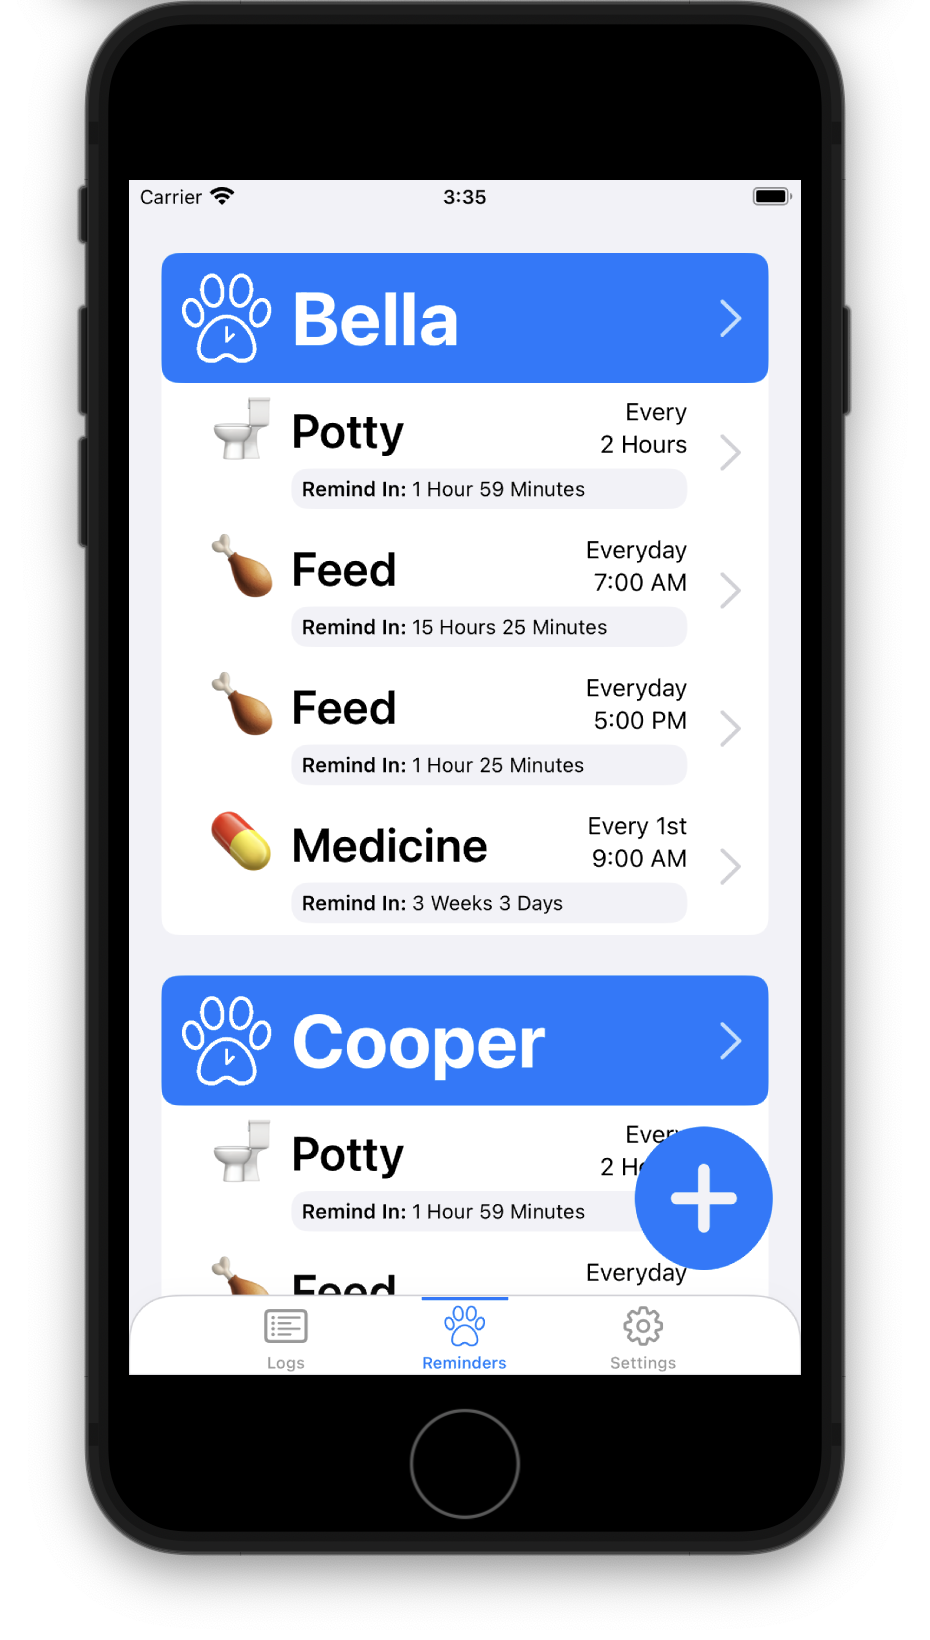 Carrier 3:35
Bella
Potty
Every
2 Hours
Remind In: 1 Hour 59 Minutes
Feed
Everyday
7:00 AM
Remind In: 15 Hours 25 Minutes
Feed
Everyday
5:00 PM
Remind In: 1 Hour 25 Minutes
Medicine
Every 1st
9:00 AM
Remind In: 3 Weeks 3 Days
Cooper
Potty
Every
2
Remind In: 1 Hour 59 Minutes
Feed
Everyday
Logs
Reminders
Settings